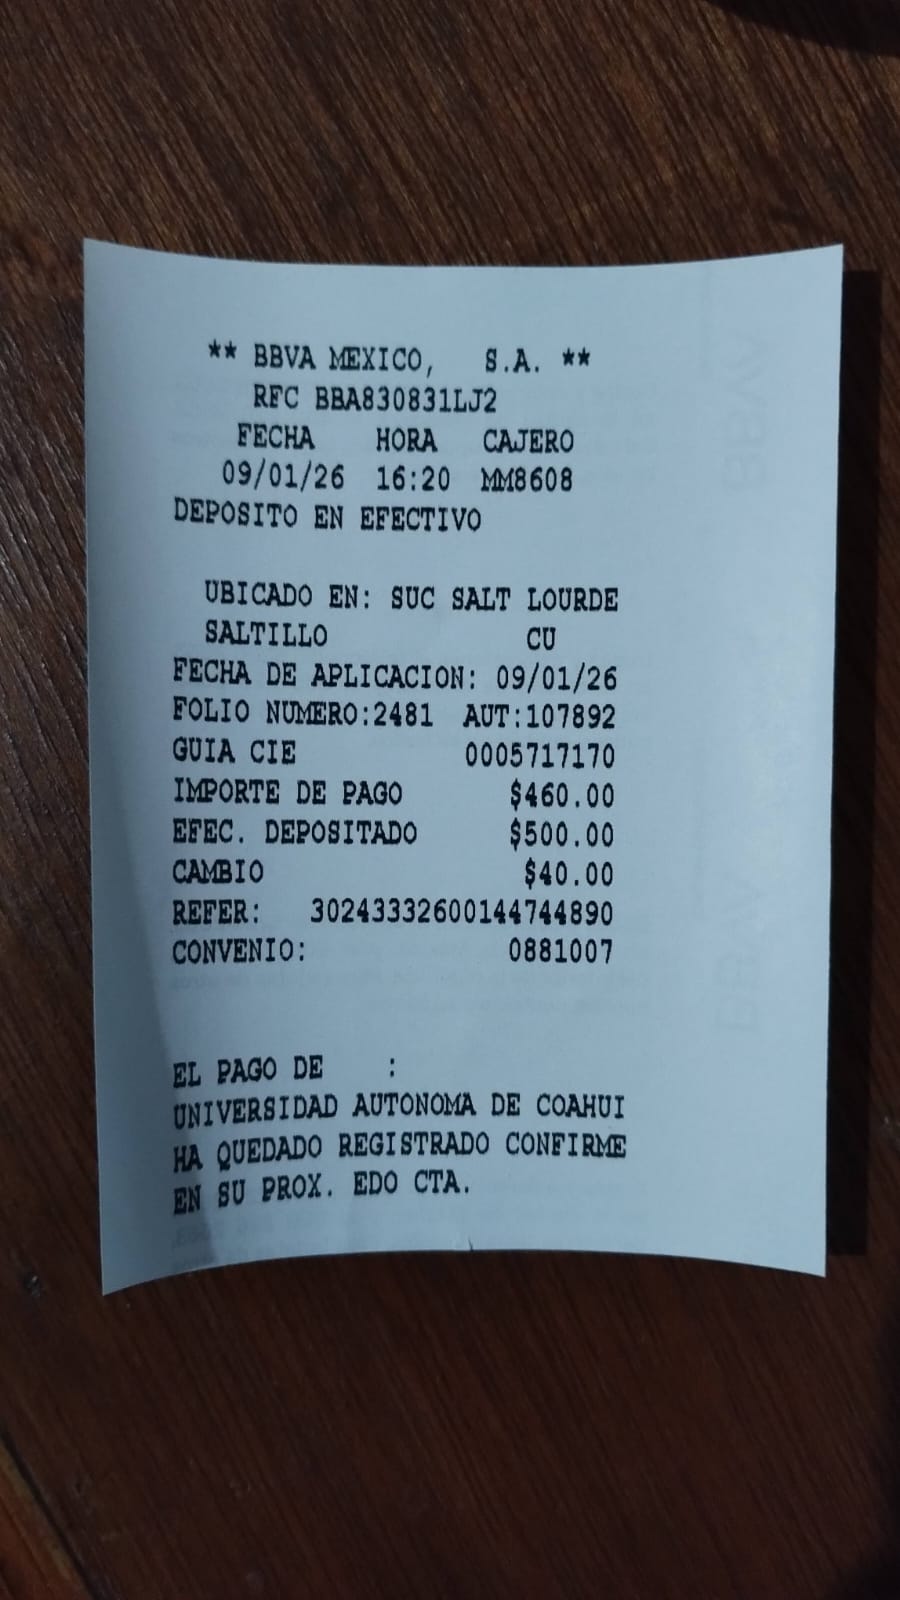 ** BBVA MEXICO, S.A. **
RFC BBA830831LJ2
FECHA HORA CAJERO
09/01/26 16:20 MM8608
DEPOSITO EN EFECTIVO
UBICADO EN: SUC SALT LOURDE
SALTILLO CU
FECHA DE APLICACION: 09/01/26
FOLIO NUMERO:2481 AUT:107892
GUIA CIE 0005717170
IMPORTE DE PAGO $460.00
EFEC. DEPOSITADO $500.00
CAMBIO $40.00
REFER: 30243332600144744890
CONVENIO: 0881007
EL PAGO DE :
UNIVERSIDAD AUTONOMA DE COAHUI
HA QUEDADO REGISTRADO CONFIRME
EN SU PROX. EDO CTA.